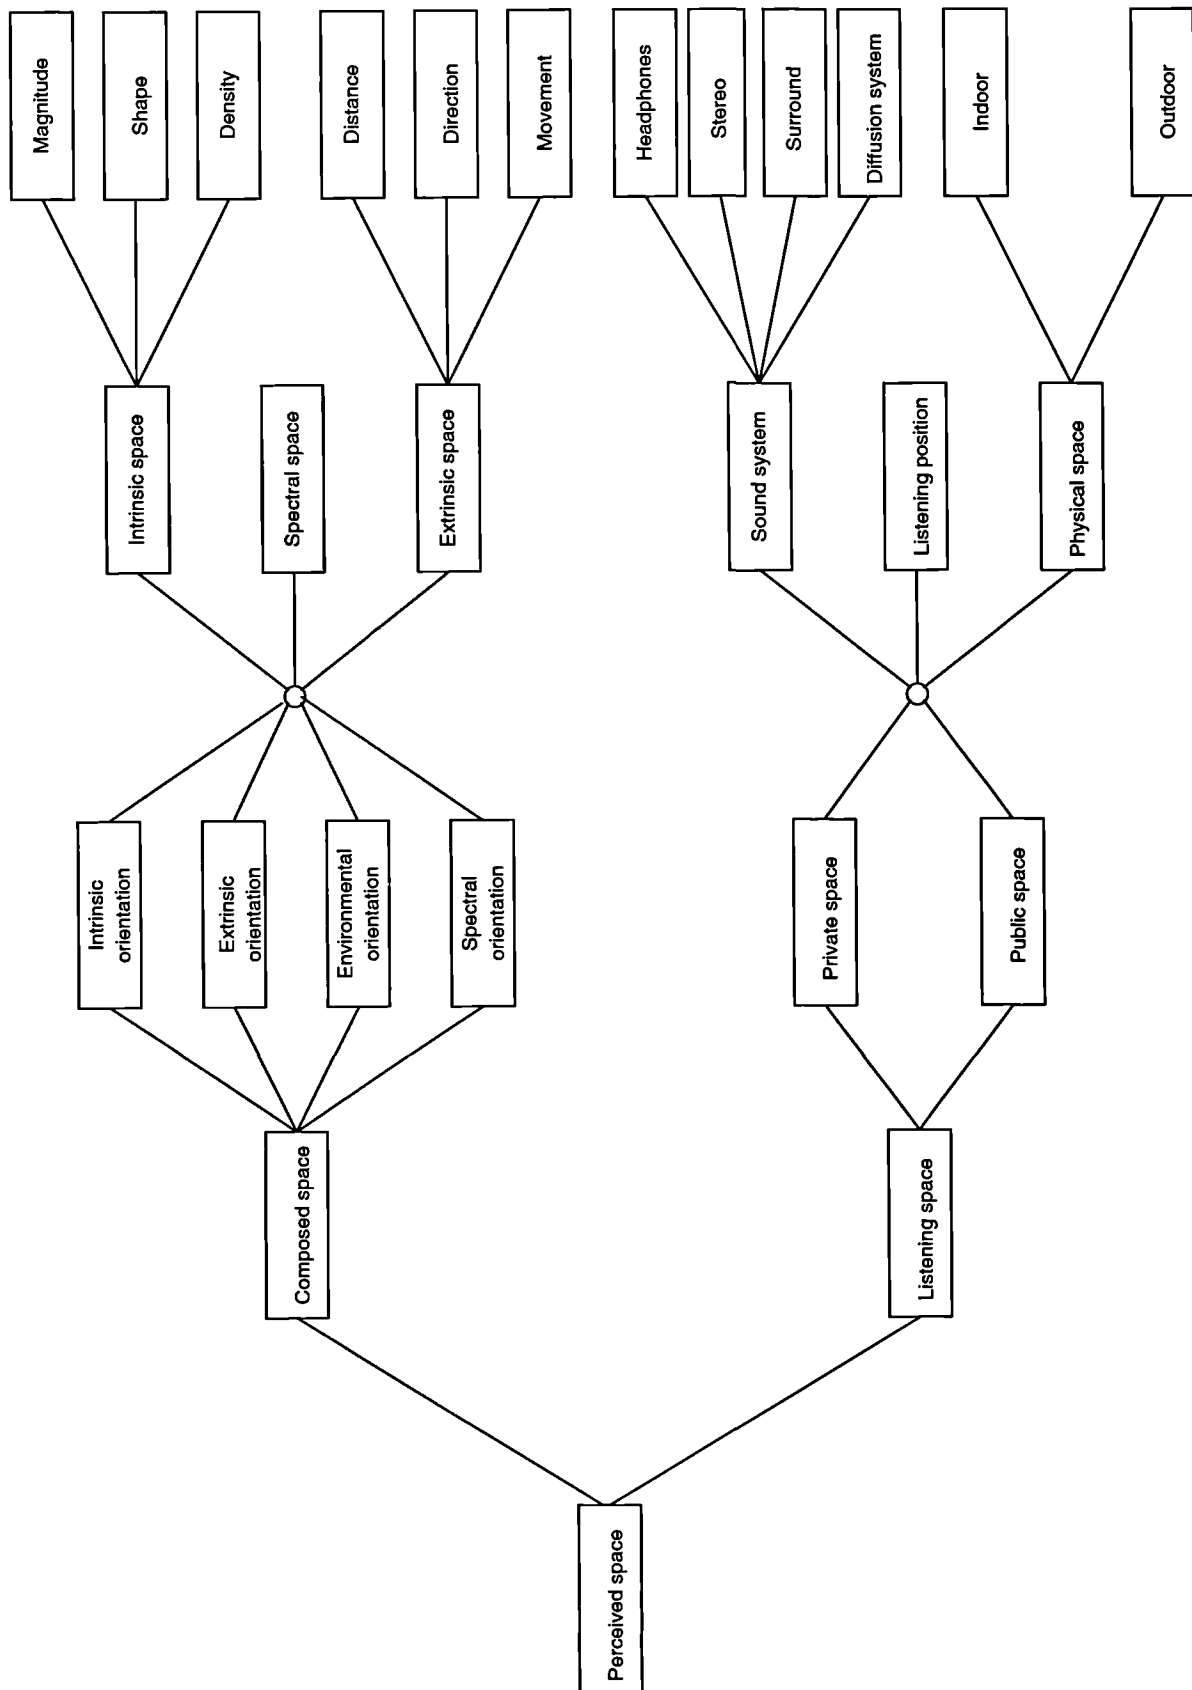 Perceived space
Composed space
Listening space
Intrinsic
orientation
Extrinsic
orientation
Environmental
orientation
Spectral
orientation
Private space
Public space
Intrinsic space
Spectral space
Extrinsic space
Sound system
Listening position
Physical space
Magnitude
Shape
Density
Distance
Direction
Movement
Headphones
Stereo
Surround
Diffusion system
Indoor
Outdoor